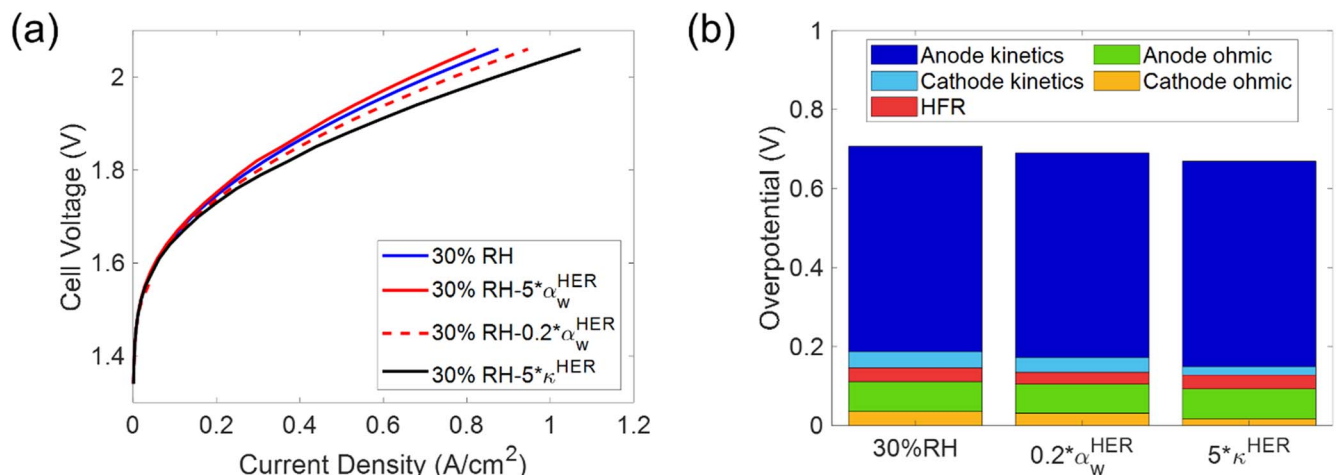 (a)
Cell Voltage (V)
2
1.8
1.6
1.4
30% RH
30% RH-5*α_w^HER
30% RH-0.2*α_w^HER
30% RH-5*κ^HER
0 0.2 0.4 0.6 0.8 1 1.2
Current Density (A/cm²)
(b)
Overpotential (V)
1
0.8
0.6
0.4
0.2
0
Anode kinetics
Cathode kinetics
HFR
Anode ohmic
Cathode ohmic
30%RH 0.2*α_w^HER 5*κ^HER